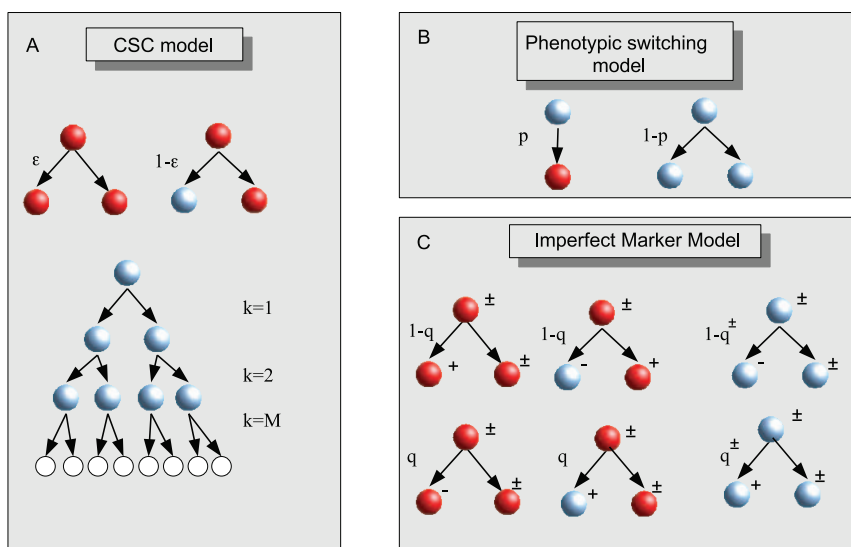 A
CSC model
ε
1-ε
k=1
k=2
k=M
B
Phenotypic switching
model
p
1-p
C
Imperfect Marker Model
± ± ±
1-q 1-q 1-q±
+ ± - + - ±
± ± ±
q q q±
- ± + ± + ±